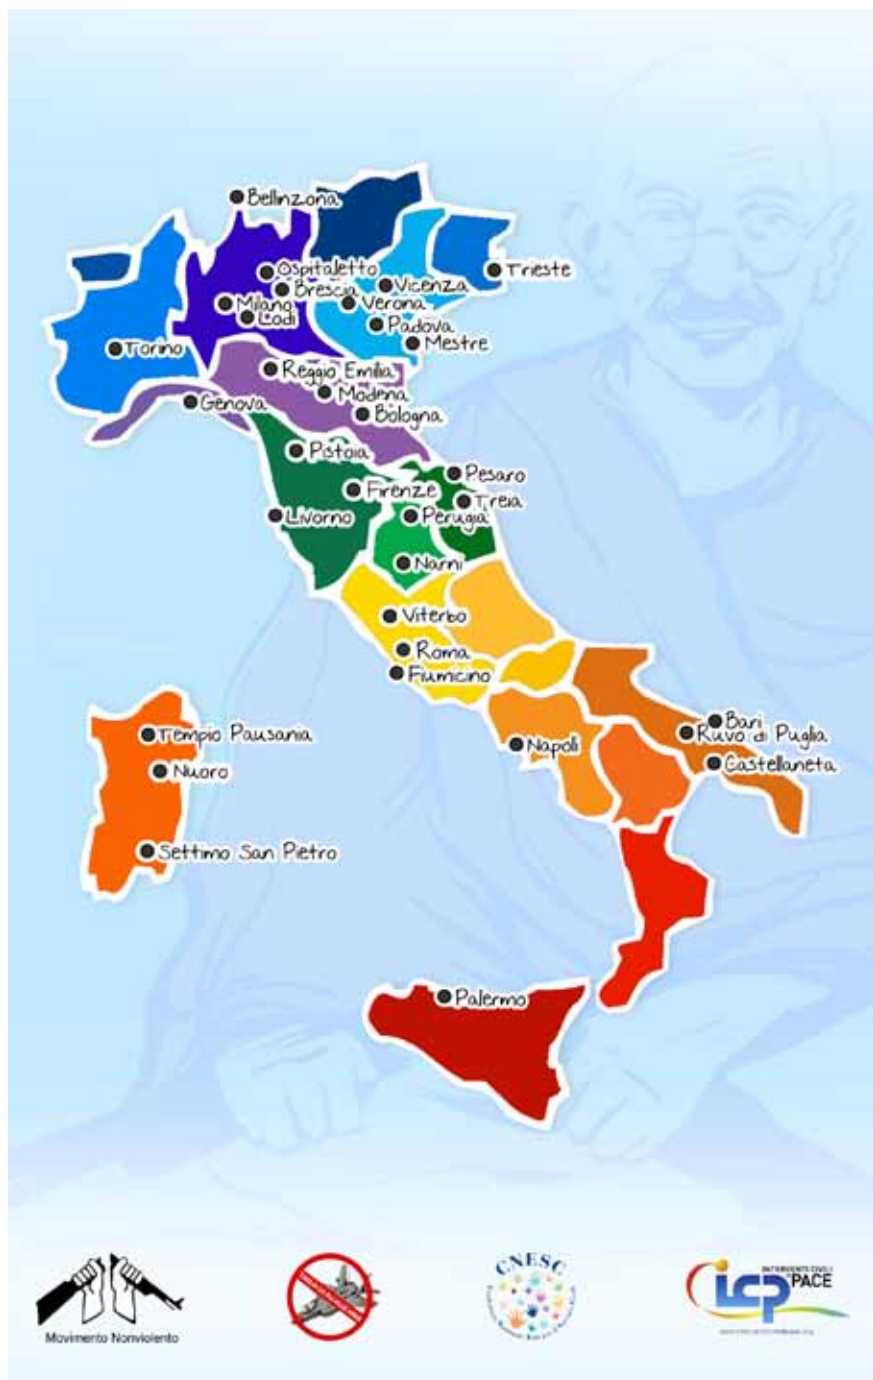 Bellinzona
Ospitaletto
Trieste
Brescia
Vicenza
Milano
Verona
Lodi
Padova
Torino
Mestre
Reggio Emilia
Modena
Genova
Bologna
Pistoia
Pesaro
Firenze
Treia
Livorno
Perugia
Narni
Viterbo
Roma
Fiumicino
Bari
Ruvo di Puglia
Tempio Pausania
Napoli
Castellaneta
Nuoro
Settimo San Pietro
Palermo
Movimento Nonviolento
CNESC
INTERVENTI CIVILI
PACE
icp